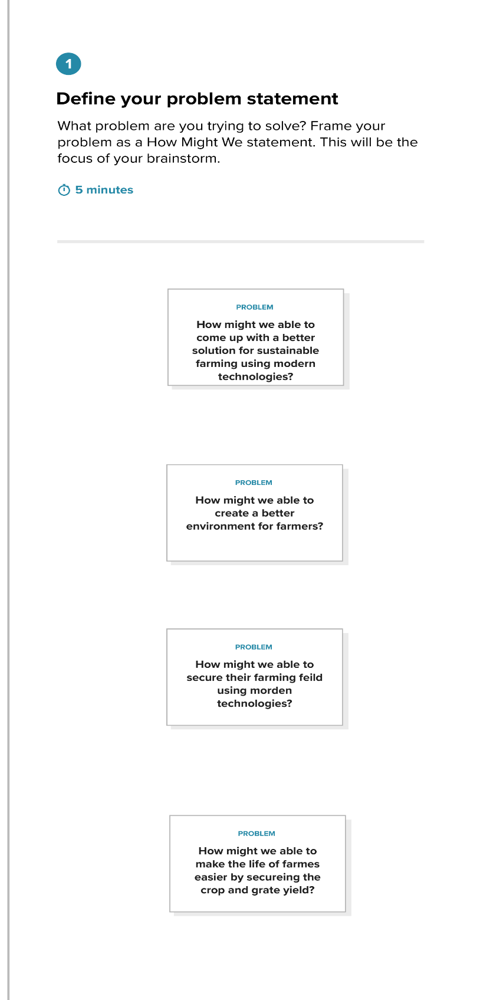 1
Define your problem statement
What problem are you trying to solve? Frame your
problem as a How Might We statement. This will be the
focus of your brainstorm.
5 minutes
PROBLEM
How might we able to
come up with a better
solution for sustainable
farming using modern
technologies?
PROBLEM
How might we able to
create a better
environment for farmers?
PROBLEM
How might we able to
secure their farming feild
using morden
technologies?
PROBLEM
How might we able to
make the life of farmes
easier by secureing the
crop and grate yield?